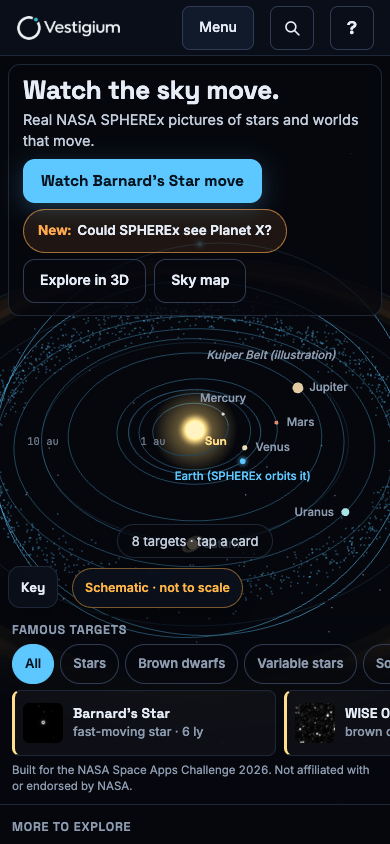 Vestigium
Menu
?
Watch the sky move.
Real NASA SPHEREx pictures of stars and worlds
that move.
Watch Barnard's Star move
New: Could SPHEREx see Planet X?
Explore in 3D
Sky map
Kuiper Belt (illustration)
Jupiter
Mercury
Mars
10 au
1 au
Sun
Venus
Earth (SPHEREx orbits it)
Uranus
8 targets · tap a card
Key
Schematic · not to scale
FAMOUS TARGETS
All
Stars
Brown dwarfs
Variable stars
So
Barnard's Star
fast-moving star · 6 ly
WISE 0
brown d
Built for the NASA Space Apps Challenge 2026. Not affiliated with
or endorsed by NASA.
MORE TO EXPLORE